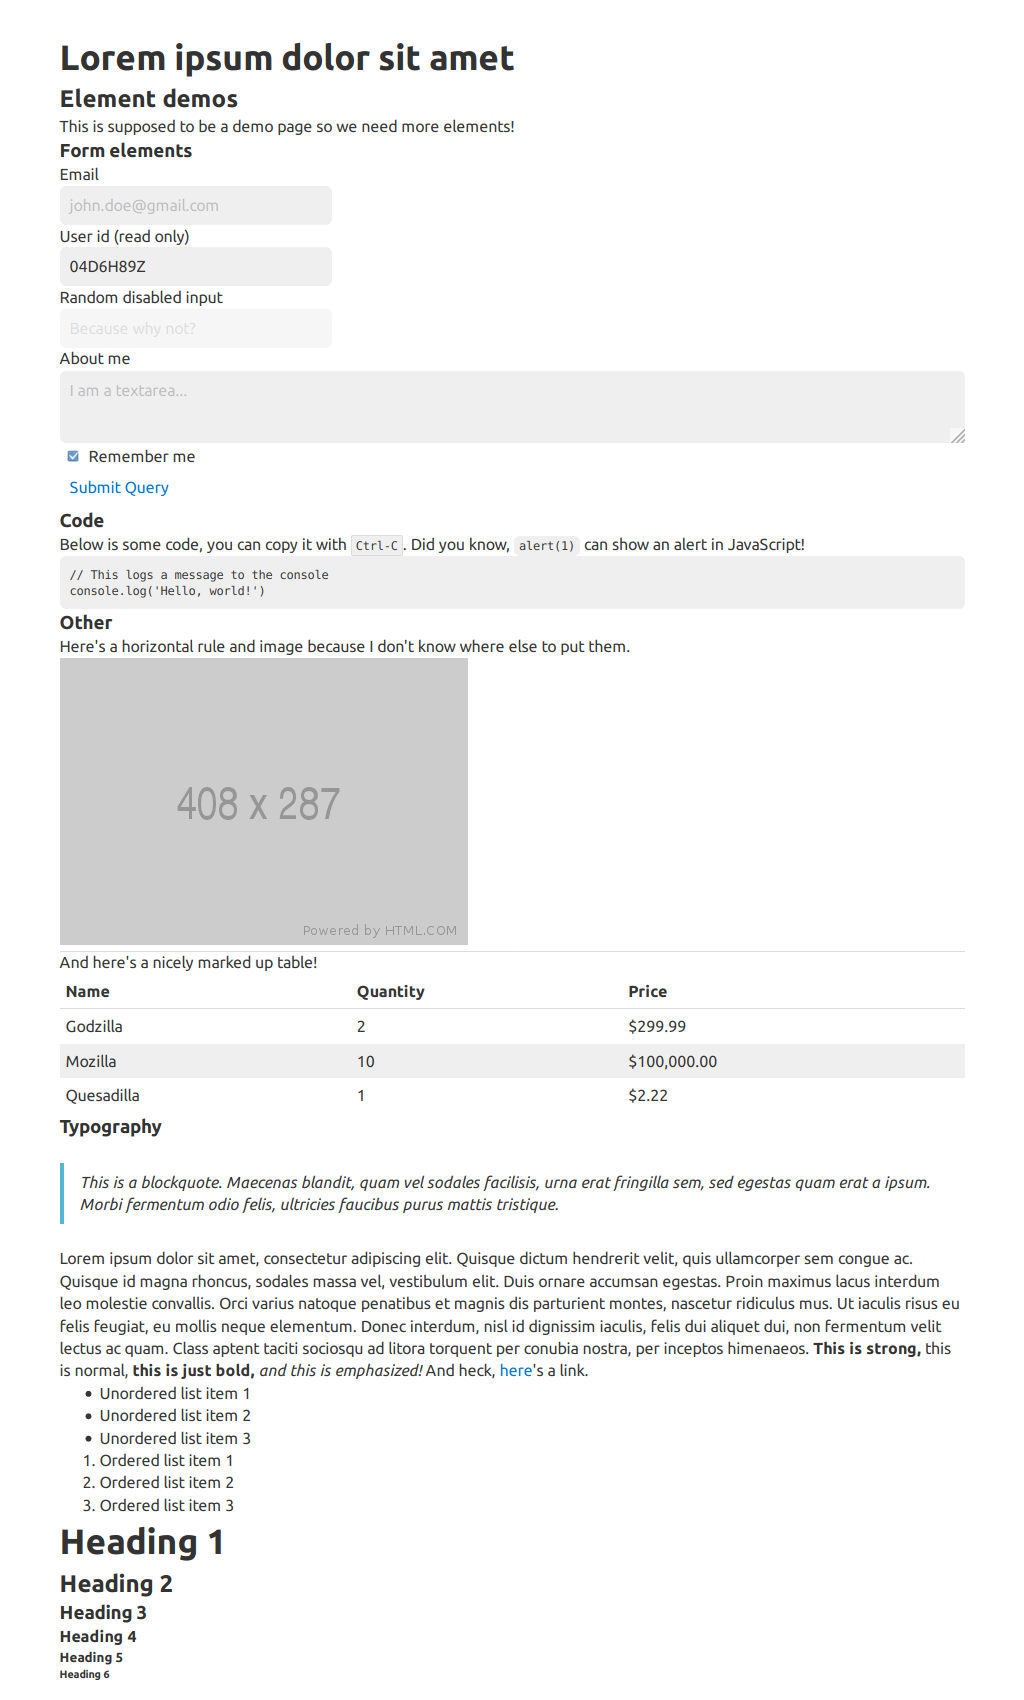 Lorem ipsum dolor sit amet
Element demos
This is supposed to be a demo page so we need more elements!
Form elements
Email
john.doe@gmail.com
User id (read only)
04D6H89Z
Random disabled input
Because why not?
About me
I am a textarea...
Remember me
Submit Query
Code
Below is some code, you can copy it with Ctrl-C. Did you know, alert(1) can show an alert in JavaScript!
// This logs a message to the console
console.log('Hello, world!')
Other
Here's a horizontal rule and image because I don't know where else to put them.
408 x 287
Powered by HTML.COM
And here's a nicely marked up table!
Name Quantity Price
Godzilla 2 $299.99
Mozilla 10 $100,000.00
Quesadilla 1 $2.22
Typography
This is a blockquote. Maecenas blandit, quam vel sodales facilisis, urna erat fringilla sem, sed egestas quam erat a ipsum.
Morbi fermentum odio felis, ultricies faucibus purus mattis tristique.
Lorem ipsum dolor sit amet, consectetur adipiscing elit. Quisque dictum hendrerit velit, quis ullamcorper sem congue ac.
Quisque id magna rhoncus, sodales massa vel, vestibulum elit. Duis ornare accumsan egestas. Proin maximus lacus interdum
leo molestie convallis. Orci varius natoque penatibus et magnis dis parturient montes, nascetur ridiculus mus. Ut iaculis risus eu
felis feugiat, eu mollis neque elementum. Donec interdum, nisl id dignissim iaculis, felis dui aliquet dui, non fermentum velit
lectus ac quam. Class aptent taciti sociosqu ad litora torquent per conubia nostra, per inceptos himenaeos. This is strong, this
is normal, this is just bold, and this is emphasized! And heck, here's a link.
• Unordered list item 1
• Unordered list item 2
• Unordered list item 3
1. Ordered list item 1
2. Ordered list item 2
3. Ordered list item 3
Heading 1
Heading 2
Heading 3
Heading 4
Heading 5
Heading 6